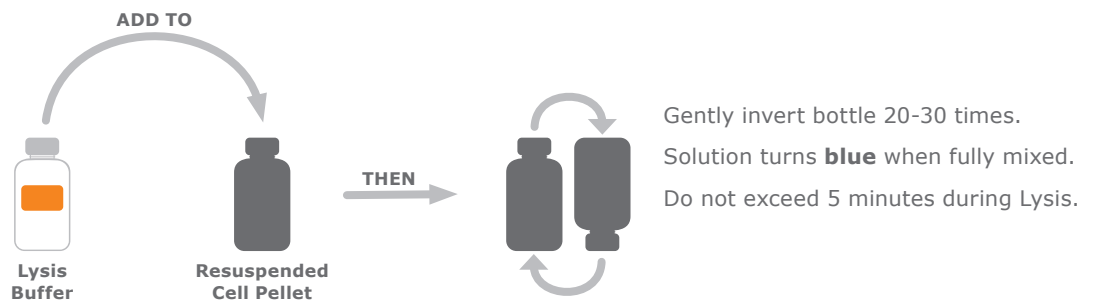 ADD TO
Lysis
Buffer
Resuspended
Cell Pellet
THEN
Gently invert bottle 20-30 times.
Solution turns blue when fully mixed.
Do not exceed 5 minutes during Lysis.